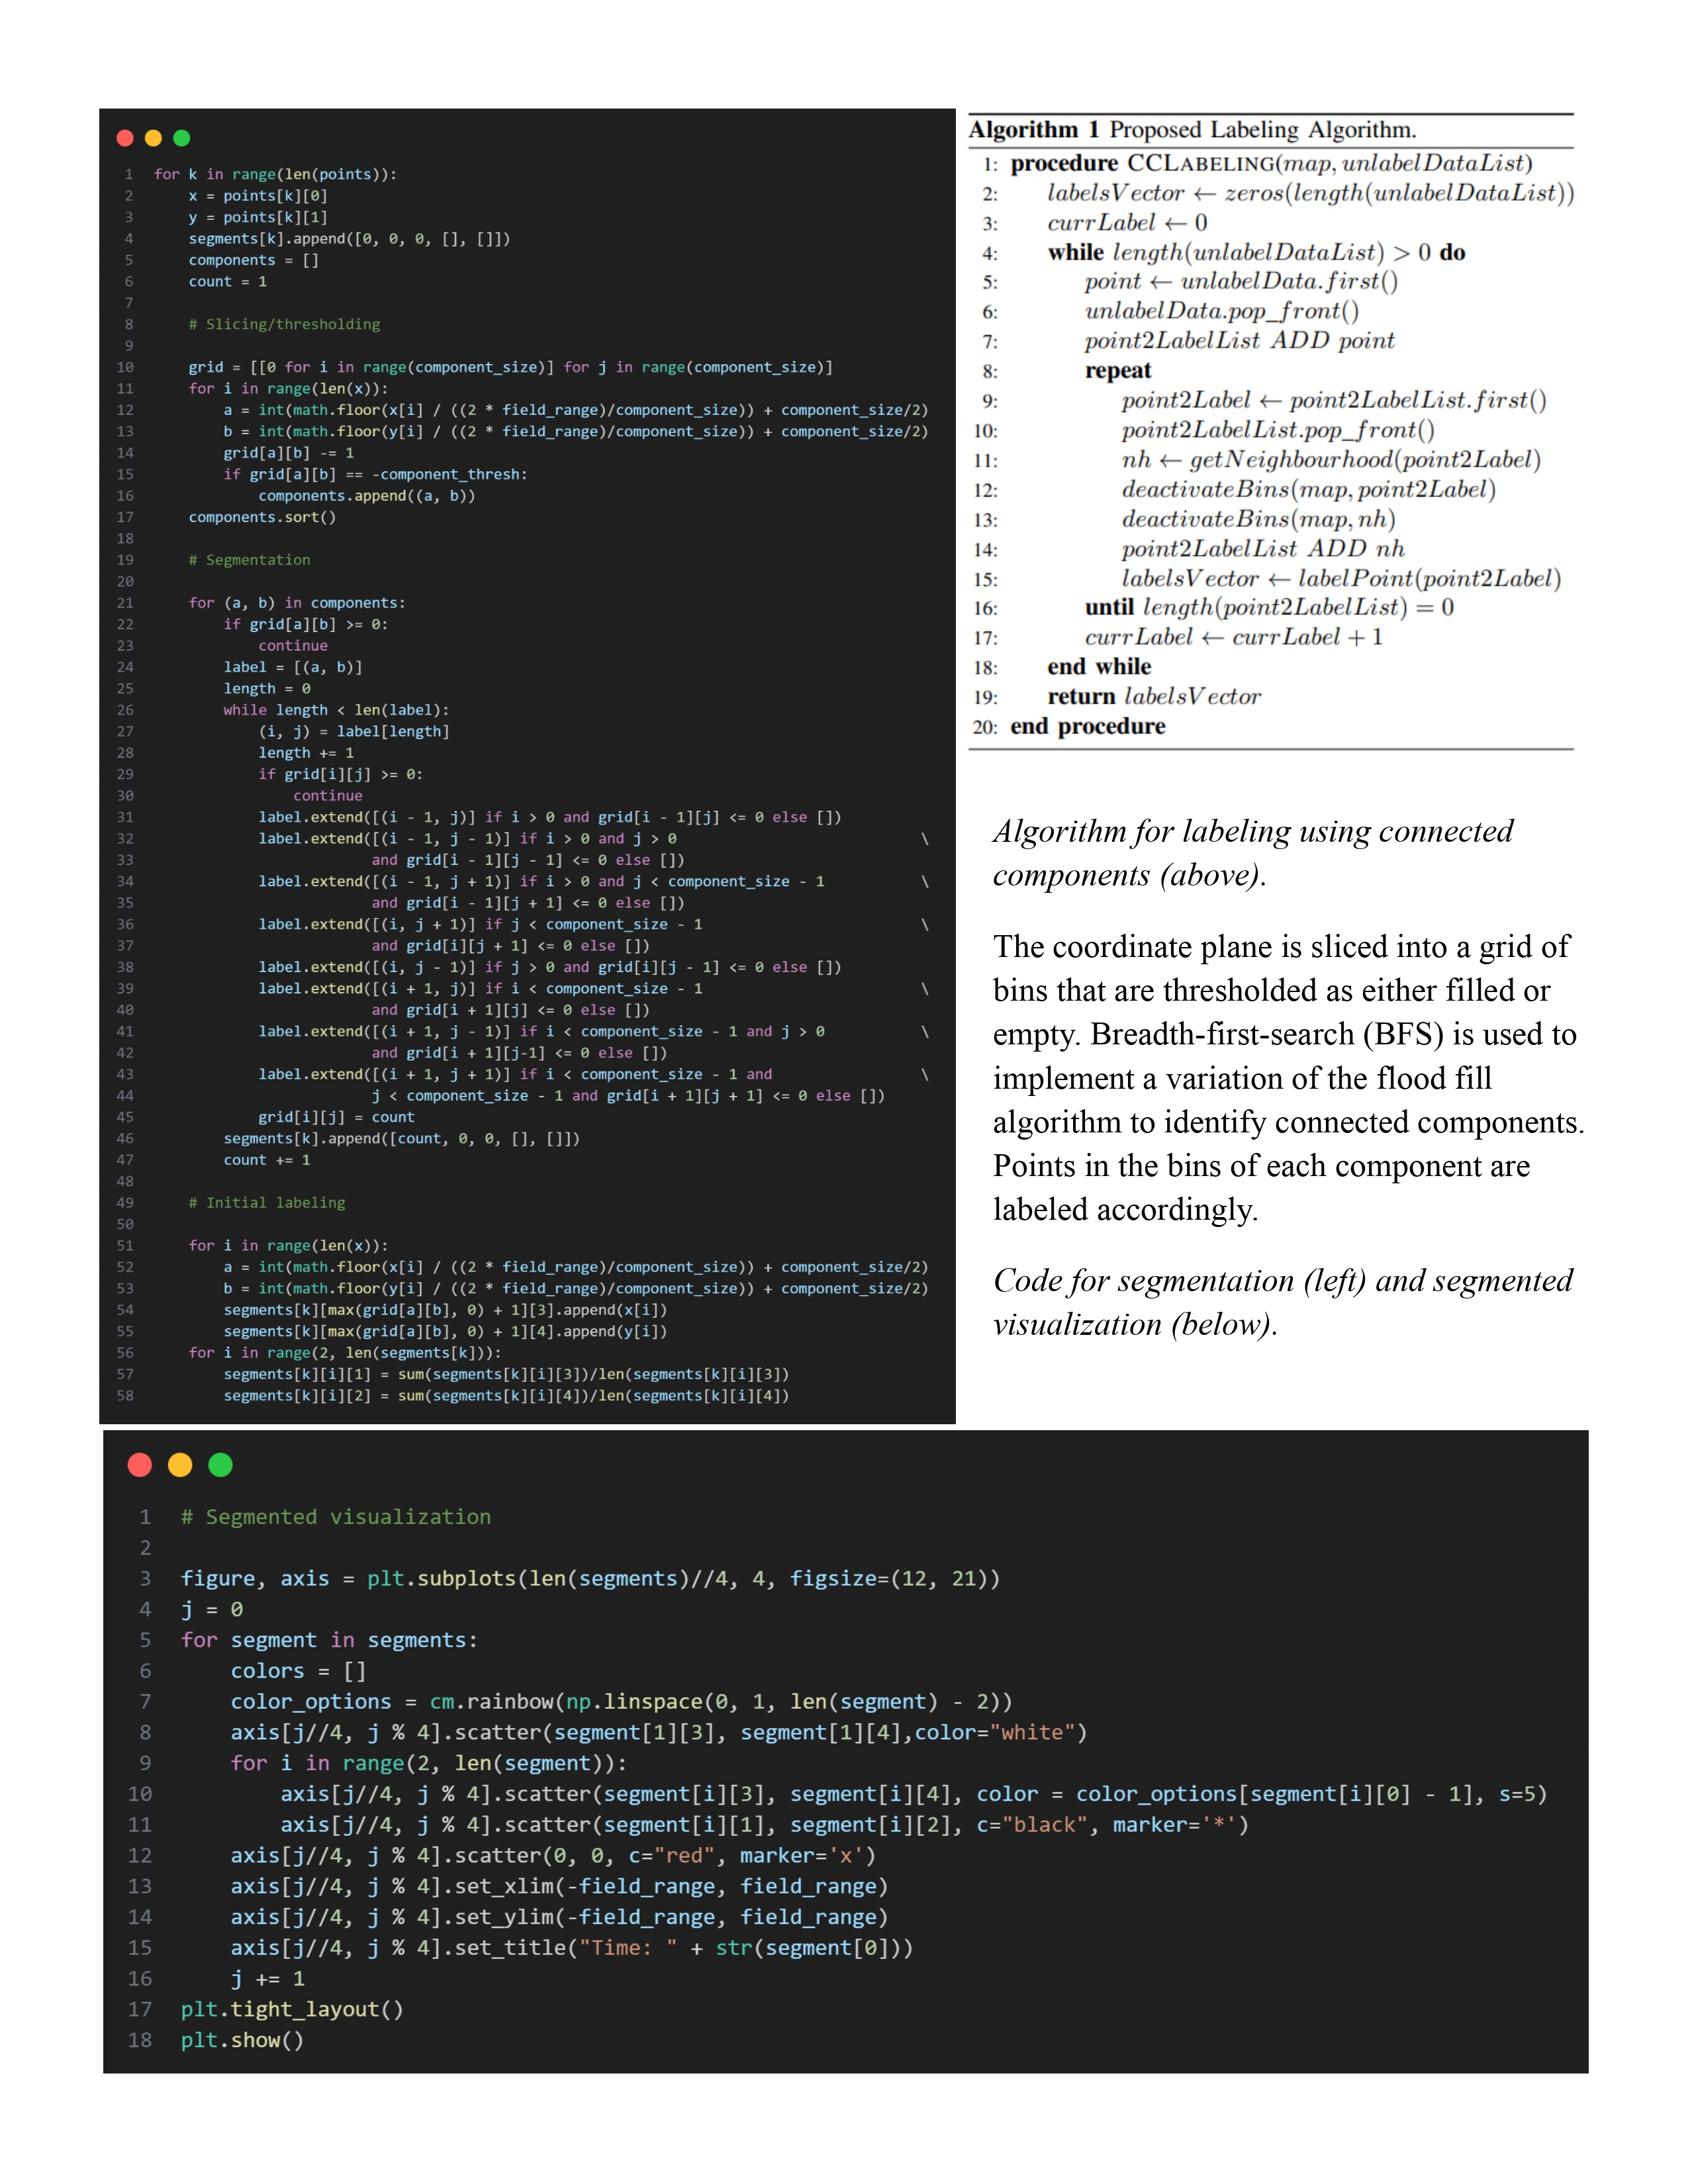 1 for k in range(len(points)):
2     x = points[k][0]
3     y = points[k][1]
4     segments[k].append([0, 0, 0, [], []])
5     components = []
6     count = 1
7
8     # Slicing/thresholding
9
10     grid = [[0 for i in range(component_size)] for j in range(component_size)]
11     for i in range(len(x)):
12         a = int(math.floor(x[i] / ((2 * field_range)/component_size)) + component_size/2)
13         b = int(math.floor(y[i] / ((2 * field_range)/component_size)) + component_size/2)
14         grid[a][b] -= 1
15         if grid[a][b] == -component_thresh:
16             components.append((a, b))
17     components.sort()
18
19     # Segmentation
20
21     for (a, b) in components:
22         if grid[a][b] >= 0:
23             continue
24         label = [(a, b)]
25         length = 0
26         while length < len(label):
27             (i, j) = label[length]
28             length += 1
29             if grid[i][j] >= 0:
30                 continue
31             label.extend([(i - 1, j)] if i > 0 and grid[i - 1][j] <= 0 else [])
32             label.extend([(i - 1, j - 1)] if i > 0 and j > 0 \
33                          and grid[i - 1][j - 1] <= 0 else [])
34             label.extend([(i - 1, j + 1)] if i > 0 and j < component_size - 1 \
35                          and grid[i - 1][j + 1] <= 0 else [])
36             label.extend([(i, j + 1)] if j < component_size - 1 \
37                          and grid[i][j + 1] <= 0 else [])
38             label.extend([(i, j - 1)] if j > 0 and grid[i][j - 1] <= 0 else [])
39             label.extend([(i + 1, j)] if i < component_size - 1 \
40                          and grid[i + 1][j] <= 0 else [])
41             label.extend([(i + 1, j - 1)] if i < component_size - 1 and j > 0 \
42                          and grid[i + 1][j-1] <= 0 else [])
43             label.extend([(i + 1, j + 1)] if i < component_size - 1 and \
44                          j < component_size - 1 and grid[i + 1][j + 1] <= 0 else [])
45             grid[i][j] = count
46         segments[k].append([count, 0, 0, [], []])
47         count += 1
48
49     # Initial labeling
50
51     for i in range(len(x)):
52         a = int(math.floor(x[i] / ((2 * field_range)/component_size)) + component_size/2)
53         b = int(math.floor(y[i] / ((2 * field_range)/component_size)) + component_size/2)
54         segments[k][max(grid[a][b], 0) + 1][3].append(x[i])
55         segments[k][max(grid[a][b], 0) + 1][4].append(y[i])
56     for i in range(2, len(segments[k])):
57         segments[k][i][1] = sum(segments[k][i][3])/len(segments[k][i][3])
58         segments[k][i][2] = sum(segments[k][i][4])/len(segments[k][i][4])
Algorithm 1 Proposed Labeling Algorithm.
1: procedure CCLABELING(map, unlabelDataList)
2: labelsVector ← zeros(length(unlabelDataList))
3: currLabel ← 0
4: while length(unlabelDataList) > 0 do
5: point ← unlabelData.first()
6: unlabelData.pop_front()
7: point2LabelList ADD point
8: repeat
9: point2Label ← point2LabelList.first()
10: point2LabelList.pop_front()
11: nh ← getNeighbourhood(point2Label)
12: deactivateBins(map, point2Label)
13: deactivateBins(map, nh)
14: point2LabelList ADD nh
15: labelsVector ← labelPoint(point2Label)
16: until length(point2LabelList) = 0
17: currLabel ← currLabel + 1
18: end while
19: return labelsVector
20: end procedure
Algorithm for labeling using connected
components (above).
The coordinate plane is sliced into a grid of
bins that are thresholded as either filled or
empty. Breadth-first-search (BFS) is used to
implement a variation of the flood fill
algorithm to identify connected components.
Points in the bins of each component are
labeled accordingly.
Code for segmentation (left) and segmented
visualization (below).
1 # Segmented visualization
2
3 figure, axis = plt.subplots(len(segments)//4, 4, figsize=(12, 21))
4 j = 0
5 for segment in segments:
6     colors = []
7     color_options = cm.rainbow(np.linspace(0, 1, len(segment) - 2))
8     axis[j//4, j % 4].scatter(segment[1][3], segment[1][4],color="white")
9     for i in range(2, len(segment)):
10         axis[j//4, j % 4].scatter(segment[i][3], segment[i][4], color = color_options[segment[i][0] - 1], s=5)
11         axis[j//4, j % 4].scatter(segment[i][1], segment[i][2], c="black", marker='*')
12     axis[j//4, j % 4].scatter(0, 0, c="red", marker='x')
13     axis[j//4, j % 4].set_xlim(-field_range, field_range)
14     axis[j//4, j % 4].set_ylim(-field_range, field_range)
15     axis[j//4, j % 4].set_title("Time: " + str(segment[0]))
16     j += 1
17 plt.tight_layout()
18 plt.show()